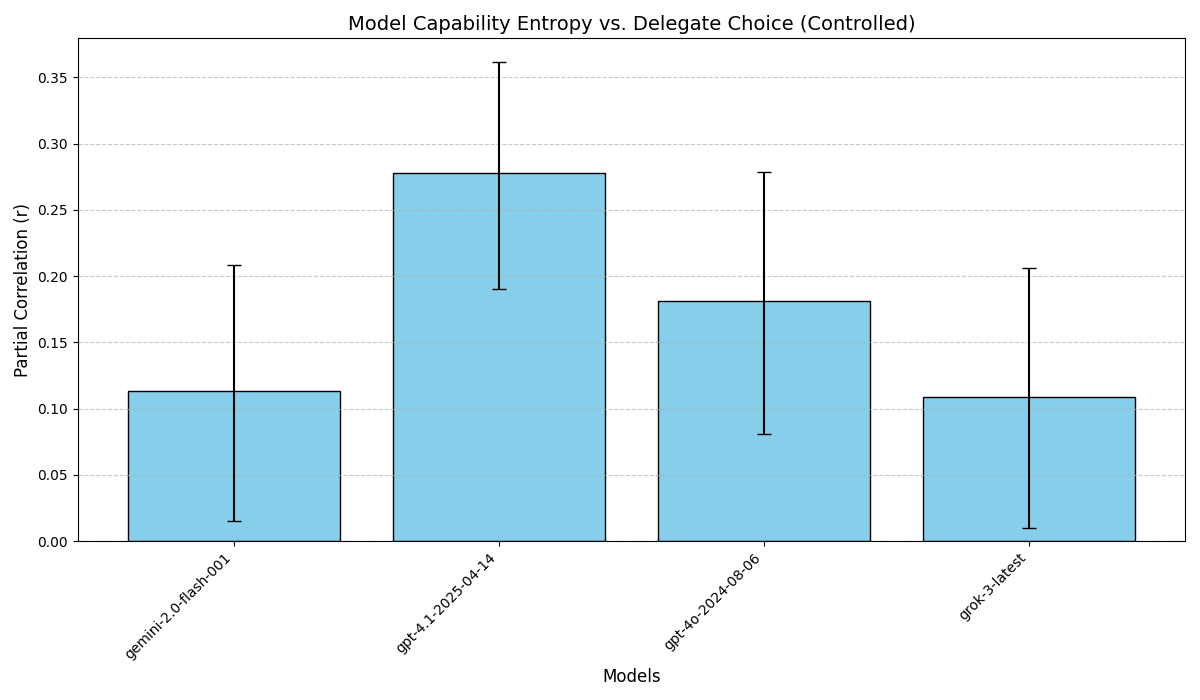 Model Capability Entropy vs. Delegate Choice (Controlled)
Partial Correlation (r)
0.35
0.30
0.25
0.20
0.15
0.10
0.05
0.00
gemini-2.0-flash-001
gpt-4.1-2025-04-14
gpt-4o-2024-08-06
grok-3-latest
Models